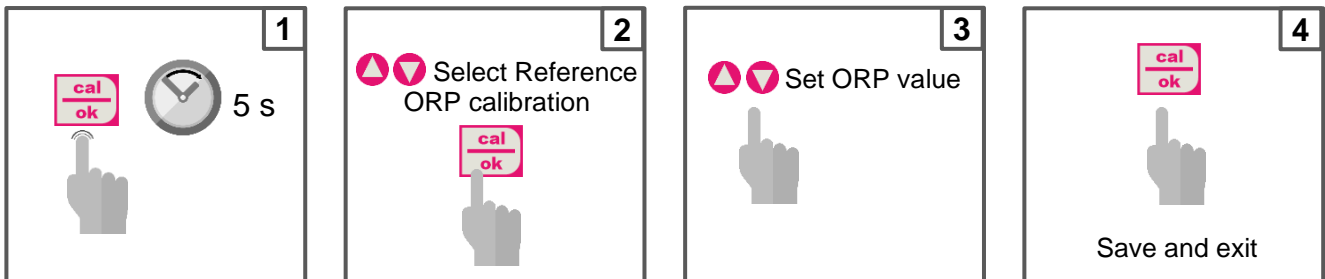 1
cal
ok
5 s
2
Select Reference
ORP calibration
cal
ok
3
Set ORP value
4
cal
ok
Save and exit